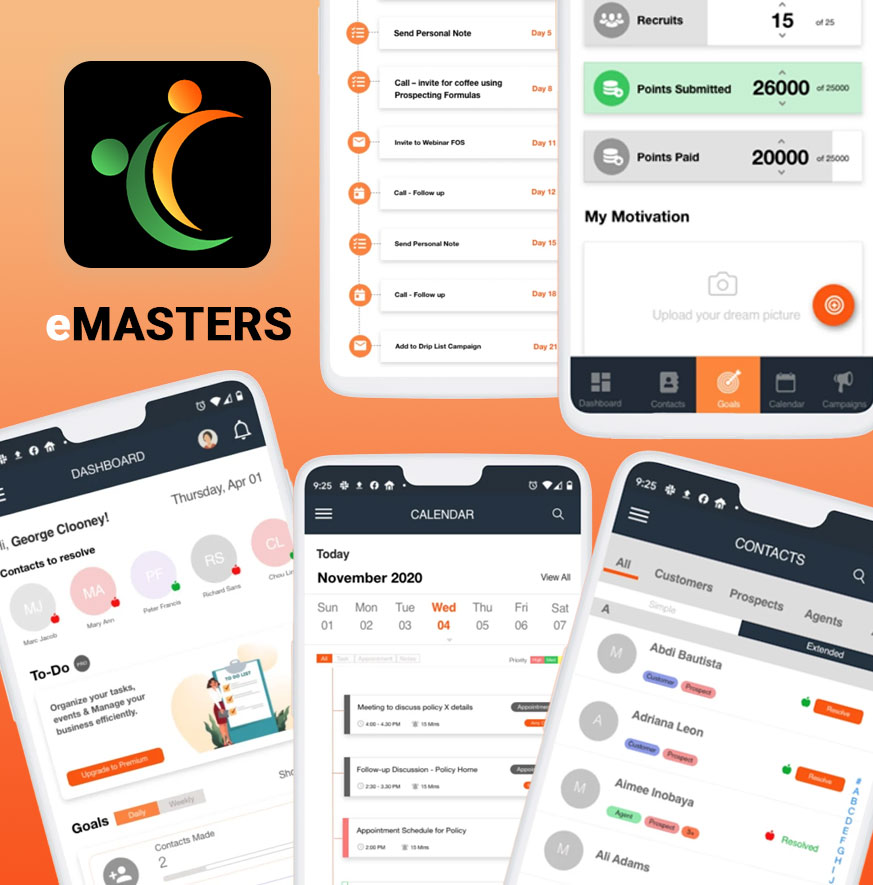 eMASTERS
Send Personal Note Day 5
Call – invite for coffee using
Prospecting Formulas
Day 8
Invite to Webinar FOS Day 11
Call - Follow up Day 12
Send Personal Note Day 15
Call - Follow up Day 18
Add to Drip List Campaign Day 21
Recruits 15 of 25
Points Submitted 26000 of 25000
Points Paid 20000 of 25000
My Motivation
Upload your dream picture
Dashboard Contacts Goals Calendar Campaigns
DASHBOARD
Thursday, Apr 01
Hi, George Clooney!
Contacts to resolve
MJ MA PF RS CL
Marc Jacob Mary Ann Peter Francis Richard Sans Chou
To-Do PRO
Organize your tasks,
events & Manage your
business efficiently.
Upgrade to Premium
TO DO LIST
Goals Daily Weekly
Contacts Made
2
9:25
CALENDAR
Today
November 2020 View All
Sun Mon Tue Wed Thu Fri Sat
01 02 03 04 05 06 07
All Task Appointment Notes Priority High
Meeting to discuss policy X details Appointment
4:00 - 4.30 PM 15 Mins
Follow-up Discussion - Policy Home Appoi
2:30 - 3.30 PM 15 Mins
Appointment Schedule for Policy
2:00 PM 15 Mins
9:25
CONTACTS
All Customers Prospects Agents
A Simple Extended
M Abdi Bautista
Customer Prospect Resolve
A Adriana Leon
Customer Prospect Resolve
M Aimee Inobaya
Agent Prospect 3+ Resolved
M Ali Adams
#
A
B
C
D
E
F
G
H
I
J